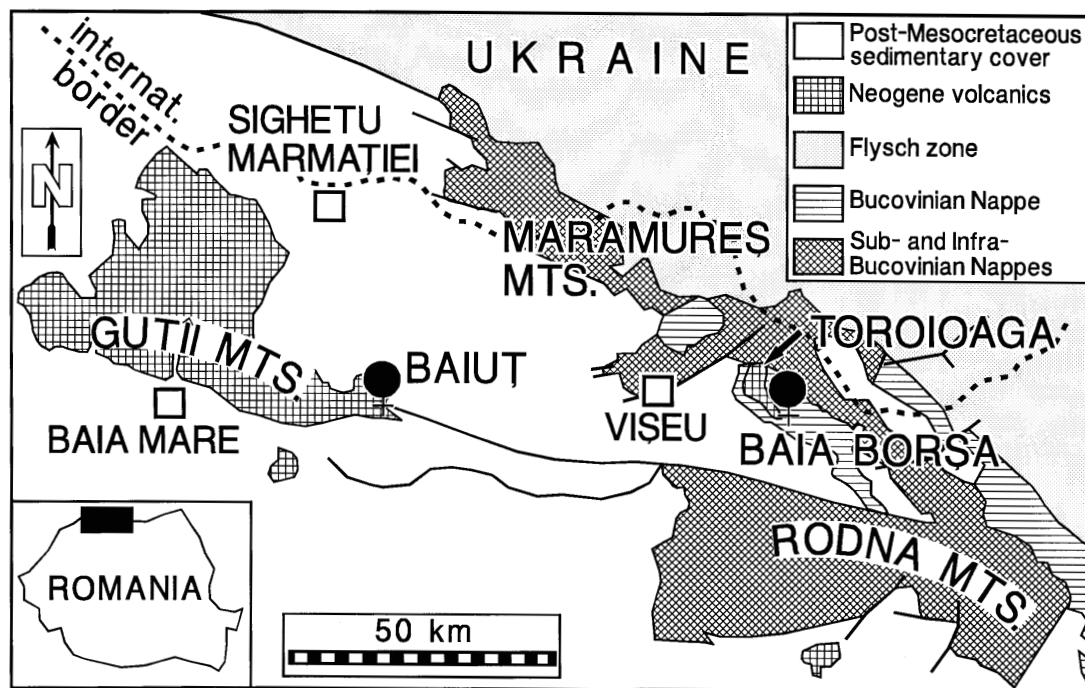 internat.
border
UKRAINE
SIGHETU
MARMAȚIEI
N
MARAMURES
MTS.
GUTÎI MTS.
BAIUȚ
BAIA MARE
VIȘEU
TOROIOAGA
BAIA BORȘA
RODNA MTS.
ROMANIA
50 km
Post-Mesocretaceous
sedimentary cover
Neogene volcanics
Flysch zone
Bucovinian Nappe
Sub- and Infra-
Bucovinian Nappes